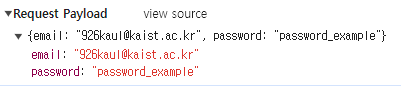 Request Payload view source
{email: "926kaul@kaist.ac.kr", password: "password_example"}
email: "926kaul@kaist.ac.kr"
password: "password_example"